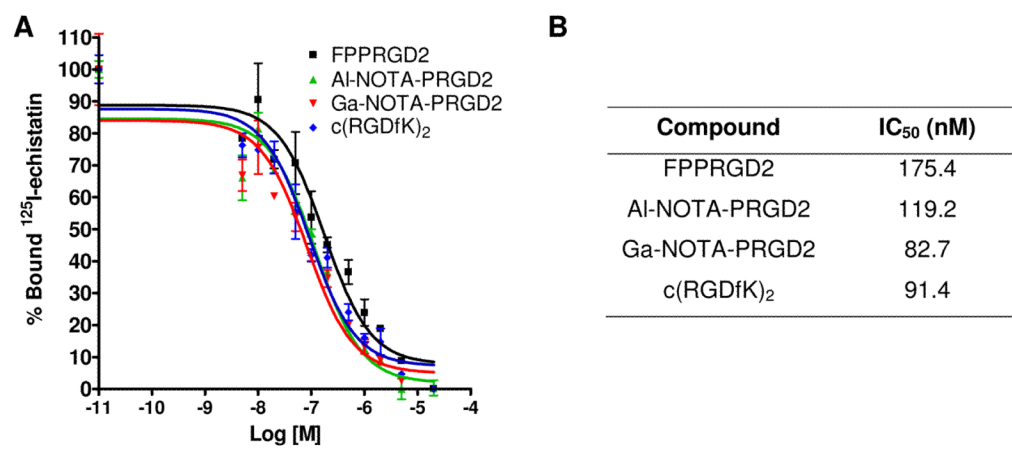 A
110
100
90
80
70
60
50
40
30
20
10
0
% Bound ¹²⁵I-echistatin
FPPRGD2
Al-NOTA-PRGD2
Ga-NOTA-PRGD2
c(RGDfK)₂
-11 -10 -9 -8 -7 -6 -5 -4
Log [M]
B
Compound IC₅₀ (nM)
FPPRGD2 175.4
Al-NOTA-PRGD2 119.2
Ga-NOTA-PRGD2 82.7
c(RGDfK)₂ 91.4